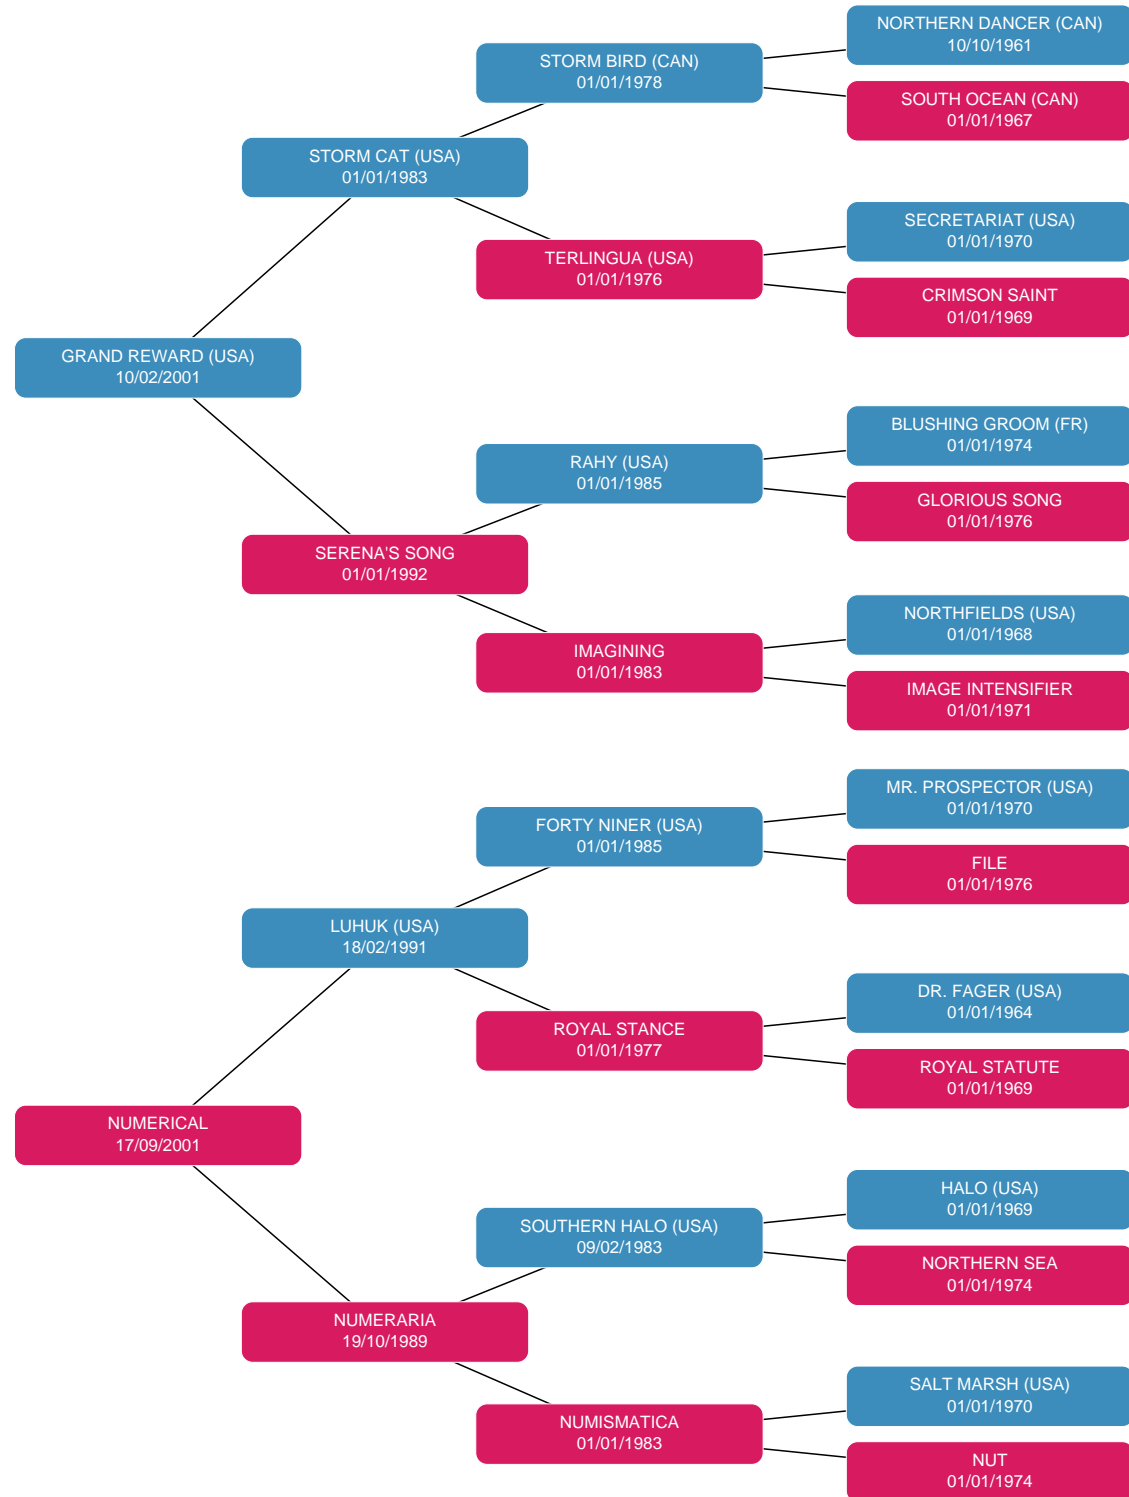 NORTHERN DANCER (CAN)
10/10/1961
STORM BIRD (CAN)
01/01/1978
SOUTH OCEAN (CAN)
01/01/1967
STORM CAT (USA)
01/01/1983
SECRETARIAT (USA)
01/01/1970
TERLINGUA (USA)
01/01/1976
CRIMSON SAINT
01/01/1969
GRAND REWARD (USA)
10/02/2001
BLUSHING GROOM (FR)
01/01/1974
RAHY (USA)
01/01/1985
GLORIOUS SONG
01/01/1976
SERENA'S SONG
01/01/1992
NORTHFIELDS (USA)
01/01/1968
IMAGINING
01/01/1983
IMAGE INTENSIFIER
01/01/1971
MR. PROSPECTOR (USA)
01/01/1970
FORTY NINER (USA)
01/01/1985
FILE
01/01/1976
LUHUK (USA)
18/02/1991
DR. FAGER (USA)
01/01/1964
ROYAL STANCE
01/01/1977
ROYAL STATUTE
01/01/1969
NUMERICAL
17/09/2001
HALO (USA)
01/01/1969
SOUTHERN HALO (USA)
09/02/1983
NORTHERN SEA
01/01/1974
NUMERARIA
19/10/1989
SALT MARSH (USA)
01/01/1970
NUMISMATICA
01/01/1983
NUT
01/01/1974